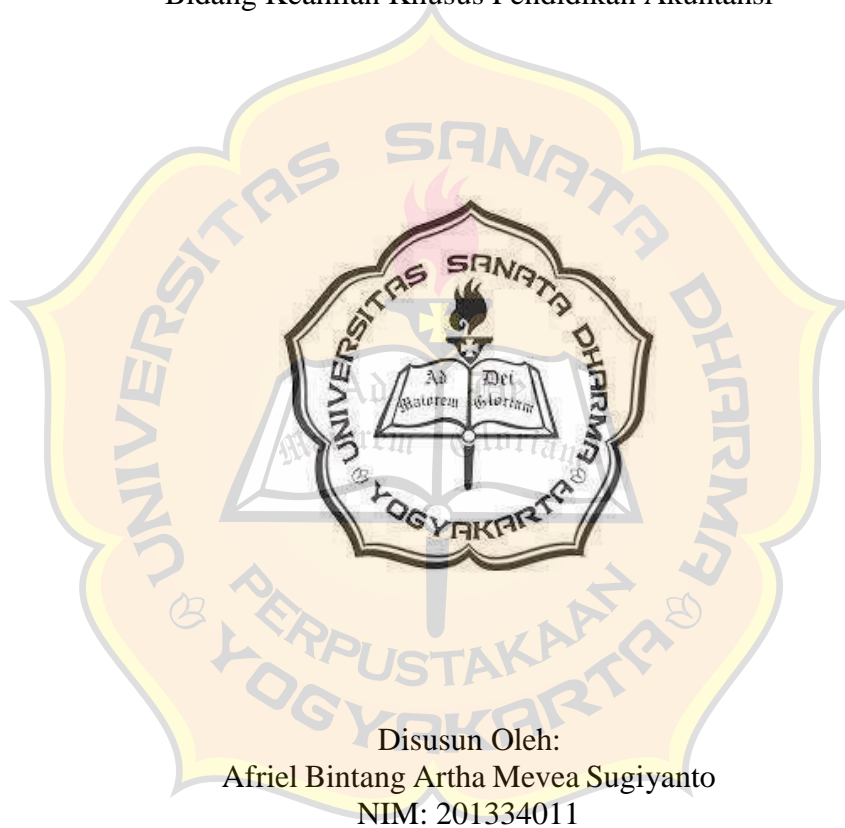 Bidang Keahlian Khusus Pendidikan Akuntansi
UNIVERSITAS SANATA DHARMA
PERPUSTAKAAN
YOGYAKARTA
UNIVERSITAS SANATA DHARMA
Ad Dei
Maiorem Gloriam
YOGYAKARTA
Disusun Oleh:
Afriel Bintang Artha Mevea Sugiyanto
NIM: 201334011